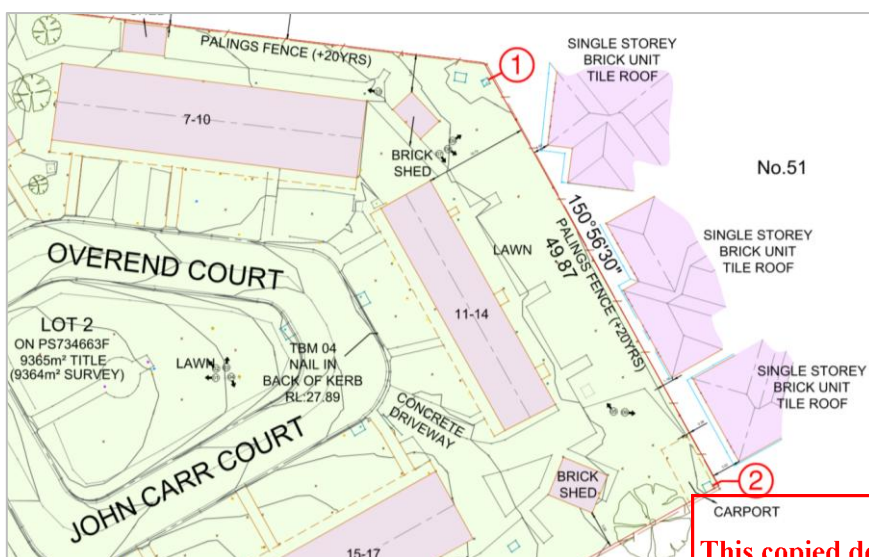 PALINGS FENCE (+20YRS)
1
SINGLE STOREY
BRICK UNIT
TILE ROOF
7-10
BRICK
SHED
No.51
150°56'30"
49.87
PALINGS FENCE (+20YRS)
LAWN
SINGLE STOREY
BRICK UNIT
TILE ROOF
OVEREND COURT
11-14
LOT 2
ON PS734663F
9365m² TITLE
(9364m² SURVEY)
LAWN
TBM 04
NAIL IN
BACK OF KERB
RL:27.89
SINGLE STOREY
BRICK UNIT
TILE ROOF
CONCRETE
DRIVEWAY
JOHN CARR COURT
BRICK
SHED
2
CARPORT
15-17
This copied do